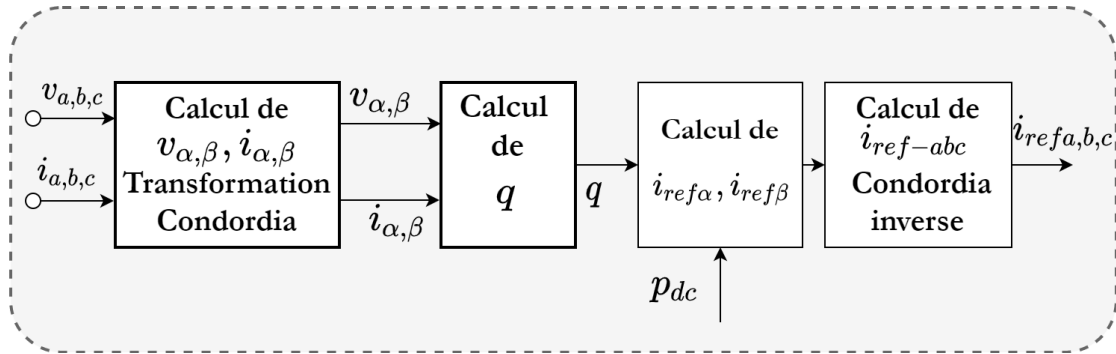 v_{a,b,c}
i_{a,b,c}
Calcul de
v_{α,β}, i_{α,β}
Transformation
Condordia
v_{α,β}
i_{α,β}
Calcul
de
q
q
Calcul de
i_{refα}, i_{refβ}
p_{dc}
Calcul de
i_{ref-abc}
Condordia
inverse
i_{refa,b,c}